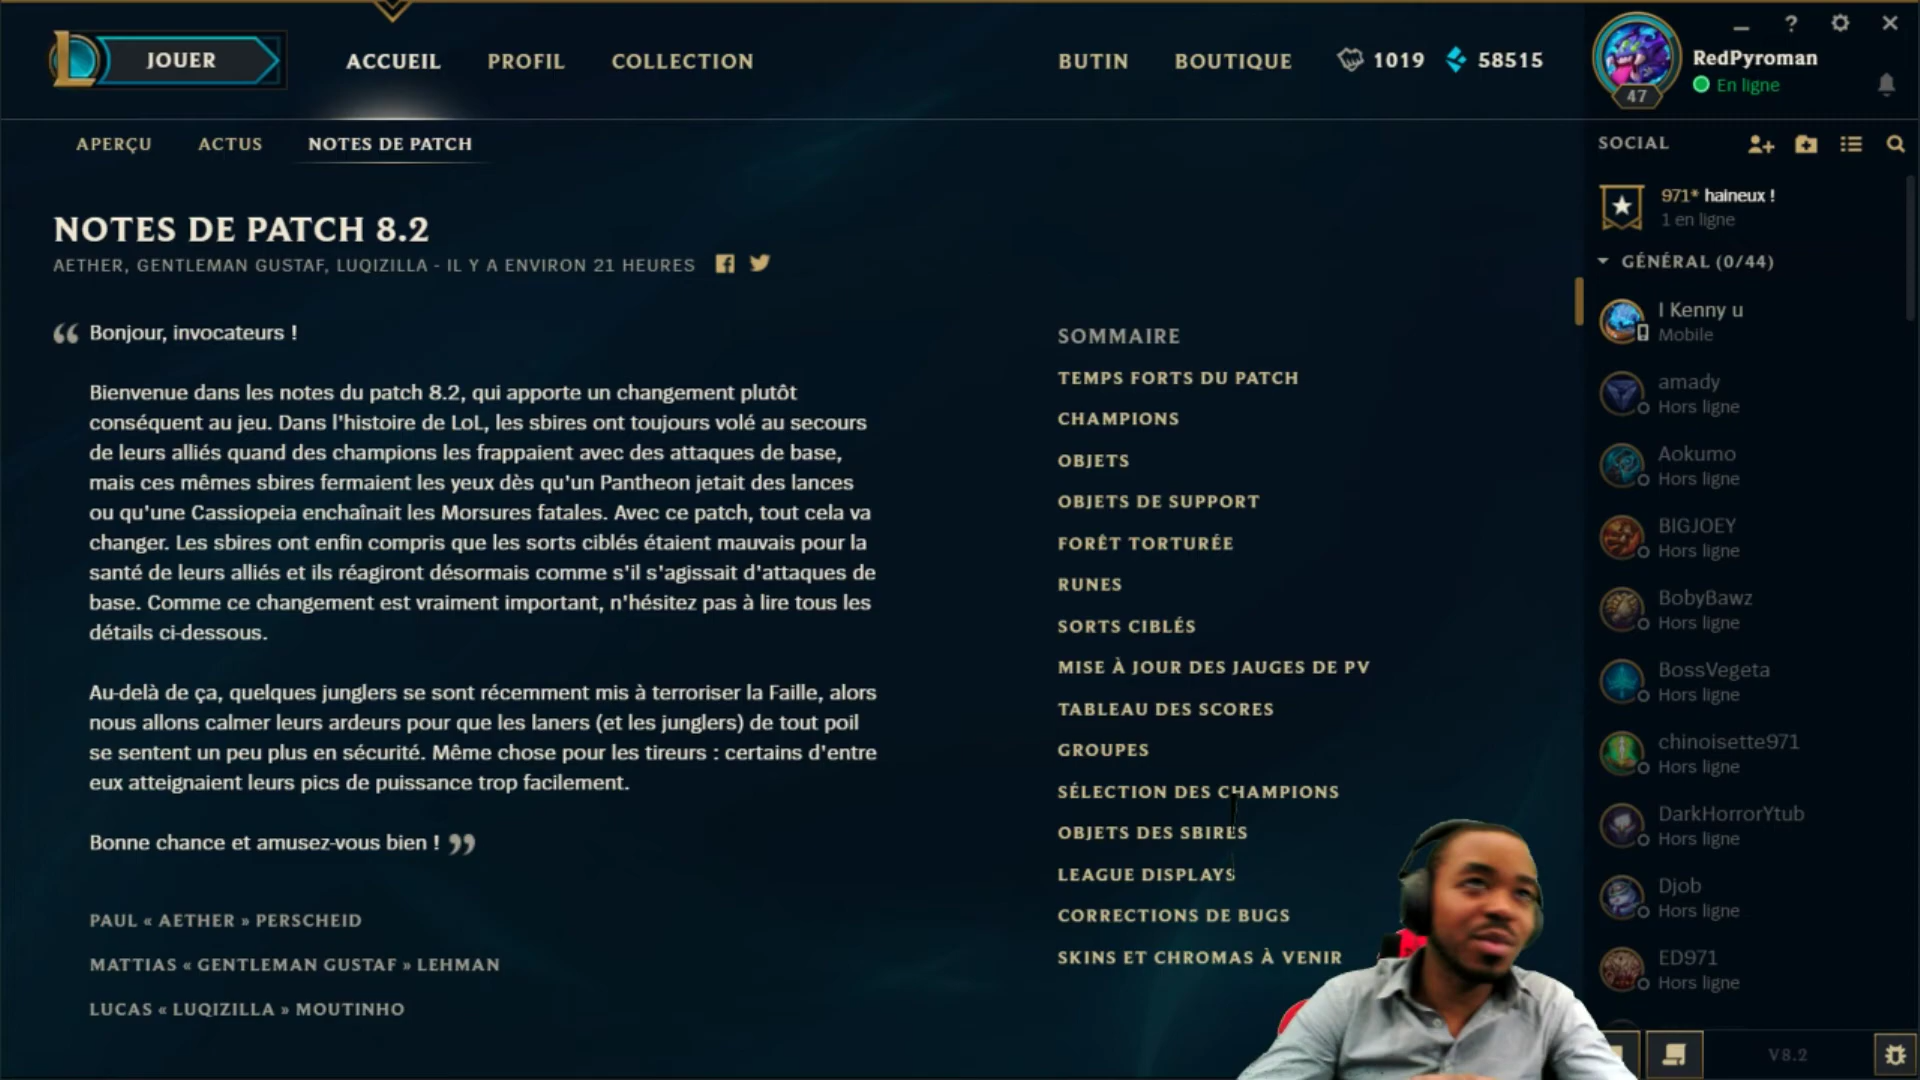 JOUER
ACCUEIL
PROFIL
COLLECTION
BUTIN
BOUTIQUE
1019
58515
47
RedPyroman
En ligne
APERÇU
ACTUS
NOTES DE PATCH
NOTES DE PATCH 8.2
AETHER, GENTLEMAN GUSTAF, LUQIZILLA - IL Y A ENVIRON 21 HEURES
“ Bonjour, invocateurs !
Bienvenue dans les notes du patch 8.2, qui apporte un changement plutôt
conséquent au jeu. Dans l'histoire de LoL, les sbires ont toujours volé au secours
de leurs alliés quand des champions les frappaient avec des attaques de base,
mais ces mêmes sbires fermaient les yeux dès qu'un Pantheon jetait des lances
ou qu'une Cassiopeia enchaînait les Morsures fatales. Avec ce patch, tout cela va
changer. Les sbires ont enfin compris que les sorts ciblés étaient mauvais pour la
santé de leurs alliés et ils réagiront désormais comme s'il s'agissait d'attaques de
base. Comme ce changement est vraiment important, n'hésitez pas à lire tous les
détails ci-dessous.
Au-delà de ça, quelques junglers se sont récemment mis à terroriser la Faille, alors
nous allons calmer leurs ardeurs pour que les laners (et les junglers) de tout poil
se sentent un peu plus en sécurité. Même chose pour les tireurs : certains d'entre
eux atteignaient leurs pics de puissance trop facilement.
Bonne chance et amusez-vous bien ! ”
PAUL « AETHER » PERSCHEID
MATTIAS « GENTLEMAN GUSTAF » LEHMAN
LUCAS « LUQIZILLA » MOUTINHO
SOMMAIRE
TEMPS FORTS DU PATCH
CHAMPIONS
OBJETS
OBJETS DE SUPPORT
FORÊT TORTURÉE
RUNES
SORTS CIBLÉS
MISE À JOUR DES JAUGES DE PV
TABLEAU DES SCORES
GROUPES
SÉLECTION DES CHAMPIONS
OBJETS DES SBIRES
LEAGUE DISPLAYS
CORRECTIONS DE BUGS
SKINS ET CHROMAS À VENIR
SOCIAL
971* haineux !
1 en ligne
GÉNÉRAL (0/44)
I Kenny u
Mobile
amady
Hors ligne
Aokumo
Hors ligne
BIGJOEY
Hors ligne
BobyBawz
Hors ligne
BossVegeta
Hors ligne
chinoisette971
Hors ligne
DarkHorrorYtub
Hors ligne
Djob
Hors ligne
ED971
Hors ligne
V8.2